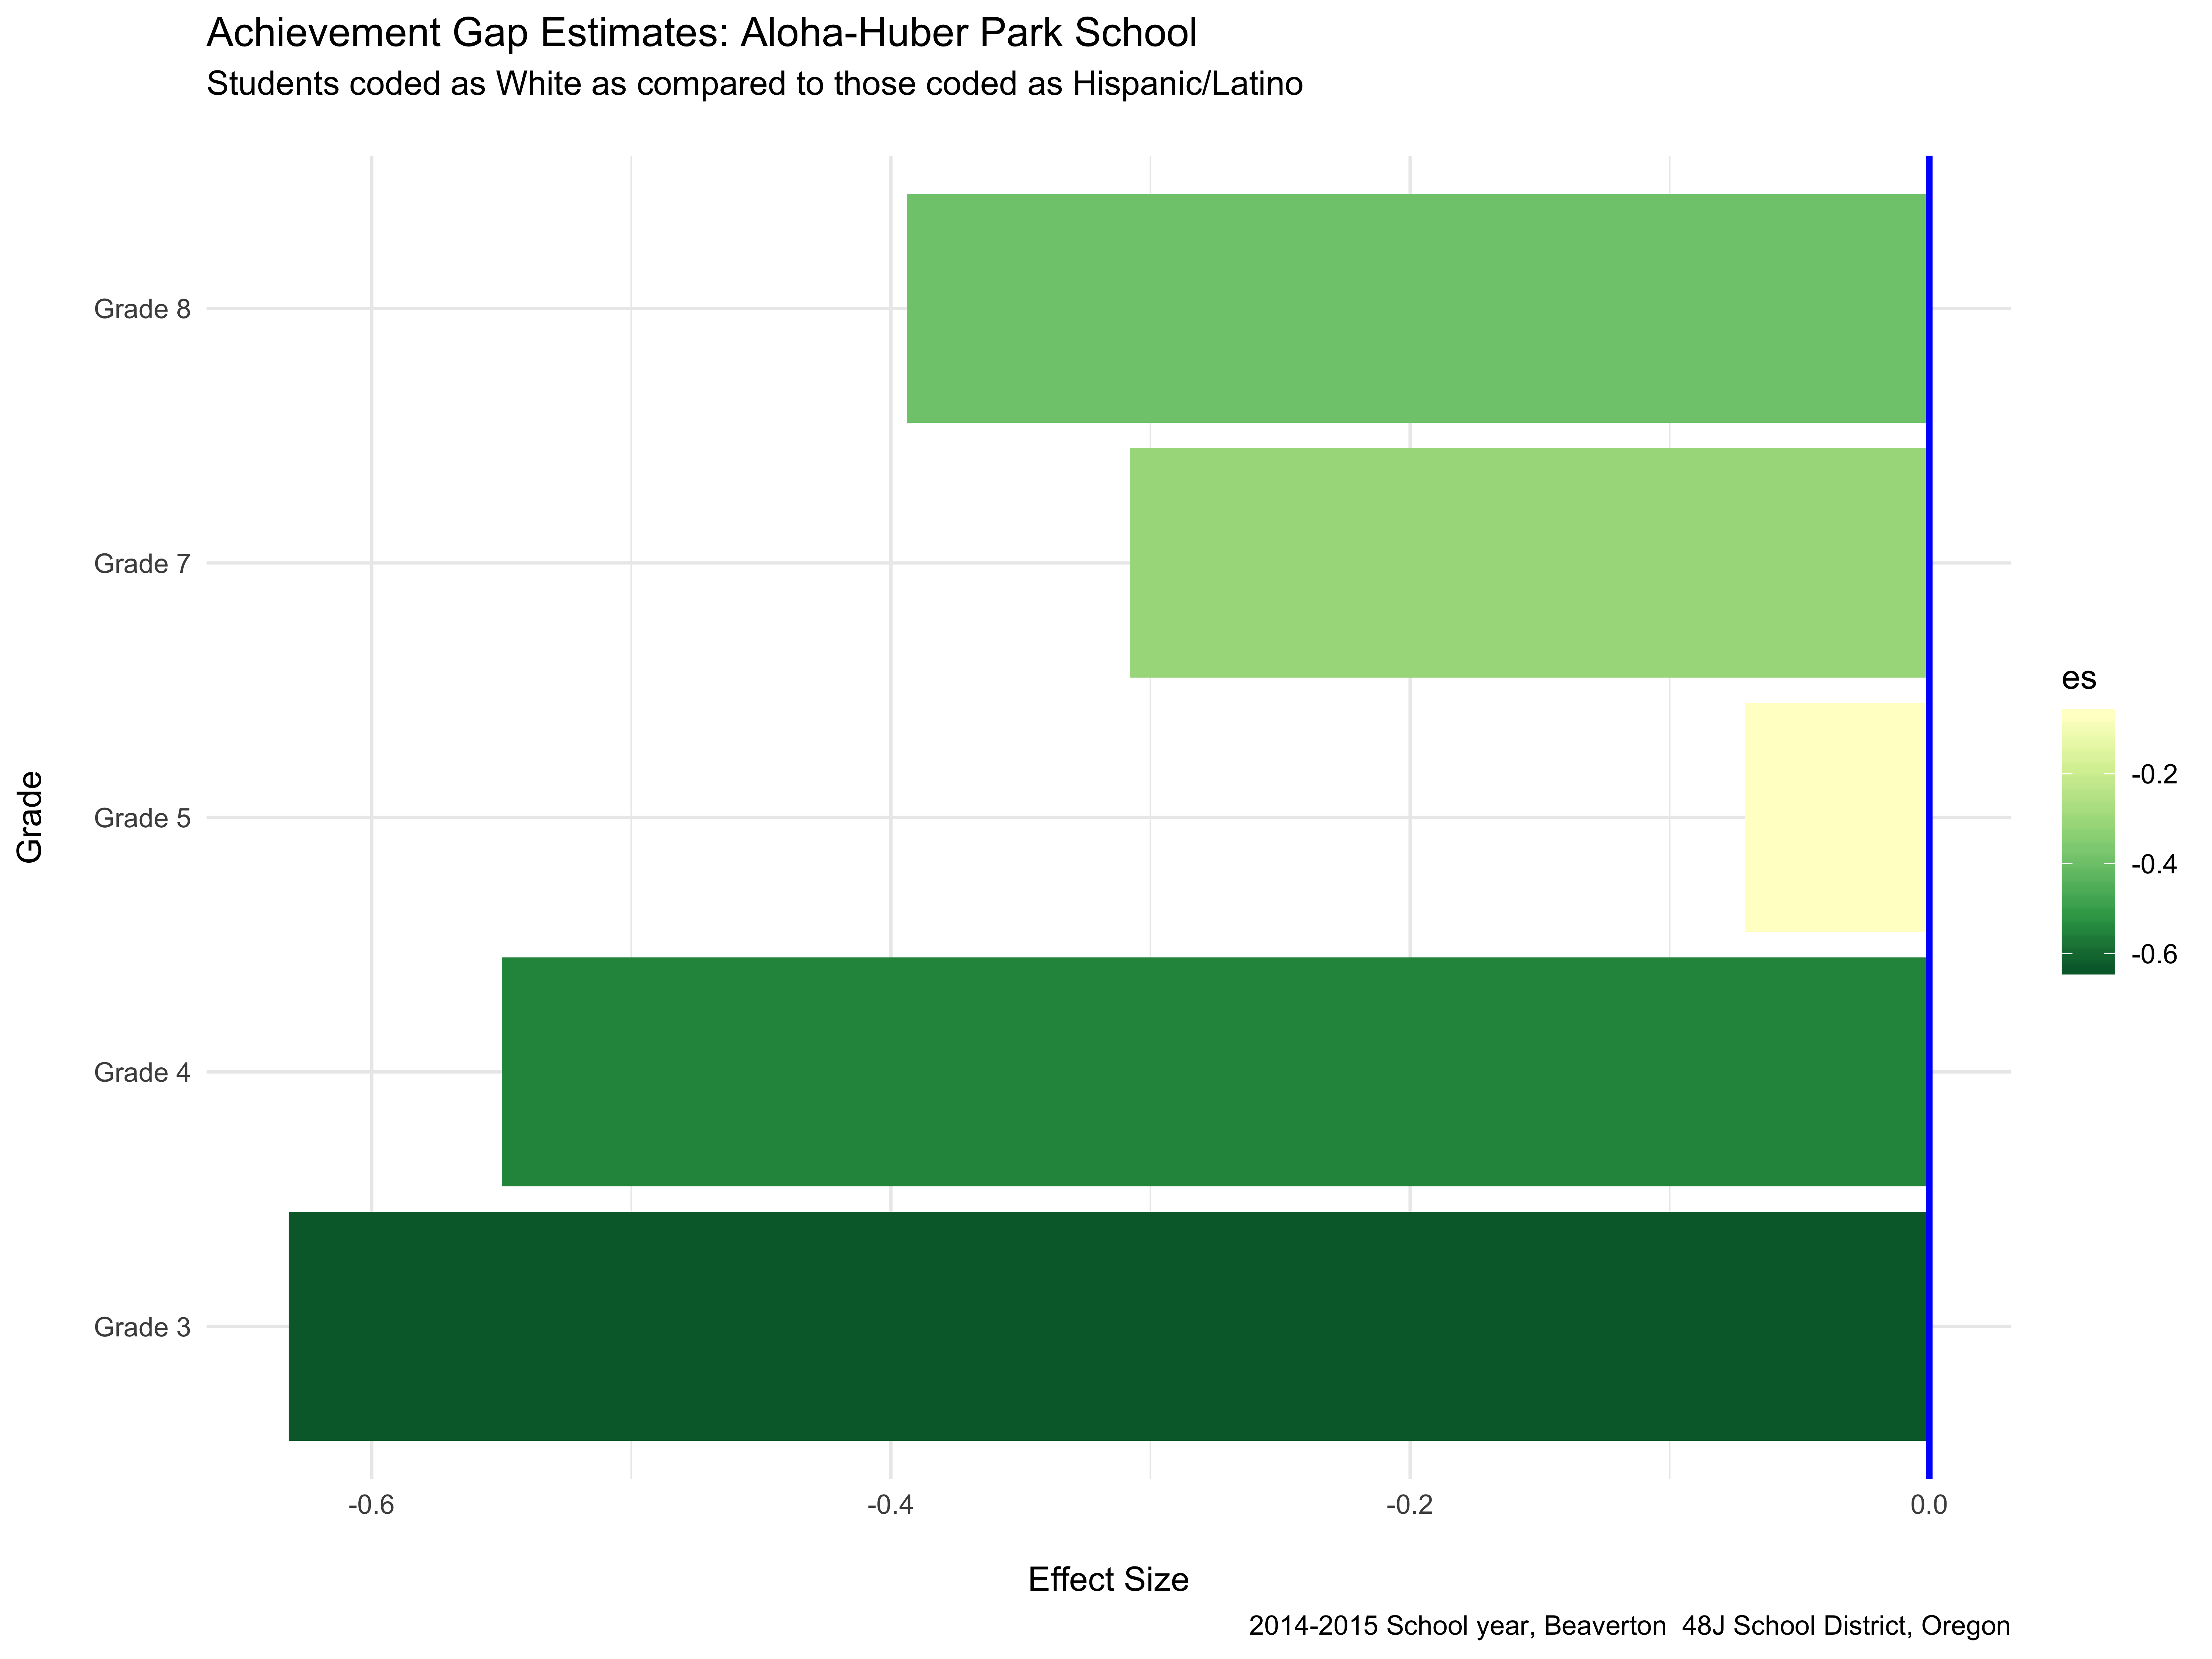 Achievement Gap Estimates: Aloha-Huber Park School
Students coded as White as compared to those coded as Hispanic/Latino
Grade
Grade 8
Grade 7
Grade 5
Grade 4
Grade 3
-0.6
-0.4
-0.2
0.0
Effect Size
es
-0.2
-0.4
-0.6
2014-2015 School year, Beaverton  48J School District, Oregon